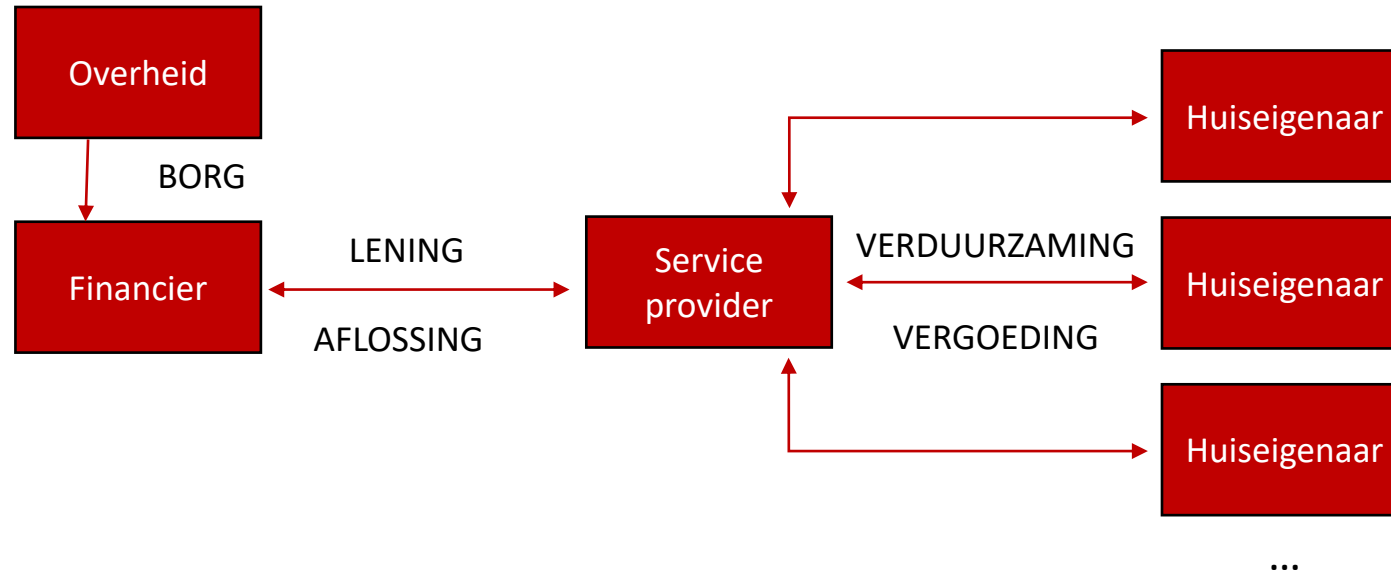 Overheid
BORG
Financier
LENING
AFLOSSING
Service
provider
VERDUURZAMING
VERGOEDING
Huiseigenaar
Huiseigenaar
Huiseigenaar
...